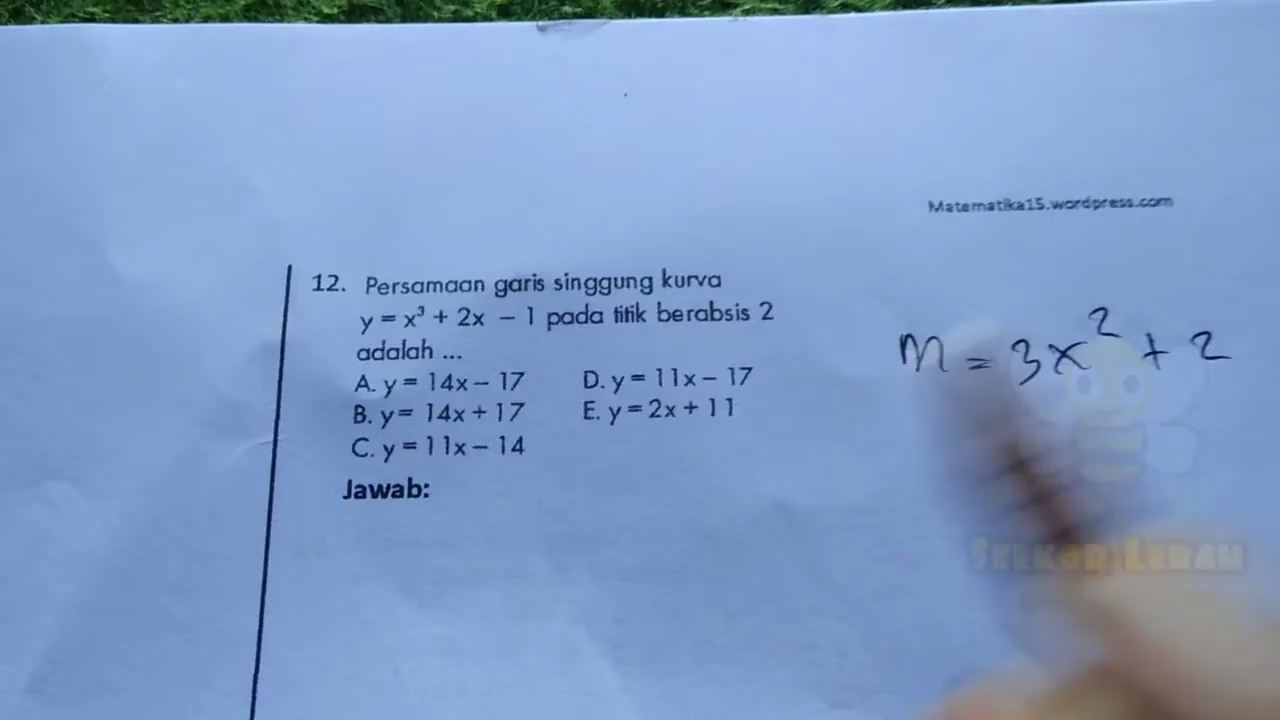 Matematika15.wordpress.com
12. Persamaan garis singgung kurva
y = x³ + 2x – 1 pada titik berabsis 2
adalah ...
A. y = 14x – 17 D. y = 11x – 17
B. y = 14x + 17 E. y = 2x + 11
C. y = 11x – 14
Jawab:
m = 3x² + 2